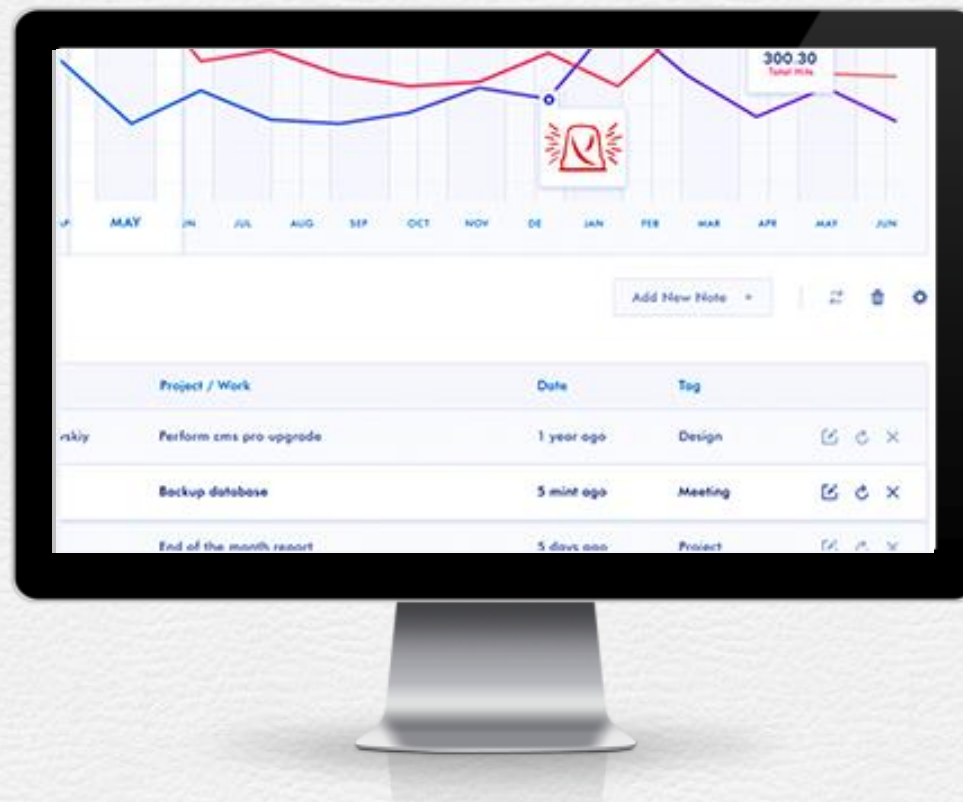 300.30
Total Hits
MAY JUL AUG SEP OCT NOV DE JAN FEB MAR APR MAY JUN
Add New Note
Project / Work Date Tag
Perform cms pro upgrade 1 year ago Design
Backup database 5 mint ago Meeting
End of the month report 5 days ago Project